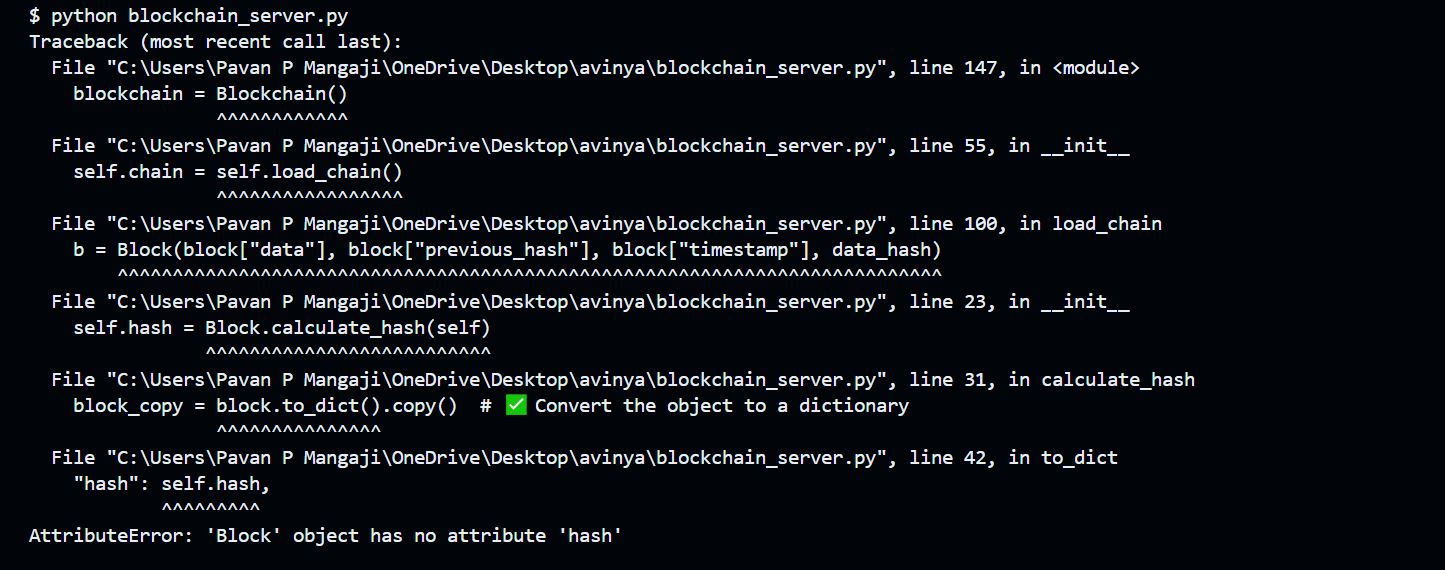 $ python blockchain_server.py
Traceback (most recent call last):
  File "C:\Users\Pavan P Mangaji\OneDrive\Desktop\avinya\blockchain_server.py", line 147, in <module>
    blockchain = Blockchain()
                 ^^^^^^^^^^^^
  File "C:\Users\Pavan P Mangaji\OneDrive\Desktop\avinya\blockchain_server.py", line 55, in __init__
    self.chain = self.load_chain()
                 ^^^^^^^^^^^^^^^^^
  File "C:\Users\Pavan P Mangaji\OneDrive\Desktop\avinya\blockchain_server.py", line 100, in load_chain
    b = Block(block["data"], block["previous_hash"], block["timestamp"], data_hash)
        ^^^^^^^^^^^^^^^^^^^^^^^^^^^^^^^^^^^^^^^^^^^^^^^^^^^^^^^^^^^^^^^^^^^^^^^^^^^
  File "C:\Users\Pavan P Mangaji\OneDrive\Desktop\avinya\blockchain_server.py", line 23, in __init__
    self.hash = Block.calculate_hash(self)
                ^^^^^^^^^^^^^^^^^^^^^^^^^^
  File "C:\Users\Pavan P Mangaji\OneDrive\Desktop\avinya\blockchain_server.py", line 31, in calculate_hash
    block_copy = block.to_dict().copy()  # ✅ Convert the object to a dictionary
                 ^^^^^^^^^^^^^^^
  File "C:\Users\Pavan P Mangaji\OneDrive\Desktop\avinya\blockchain_server.py", line 42, in to_dict
    "hash": self.hash,
            ^^^^^^^^^
AttributeError: 'Block' object has no attribute 'hash'